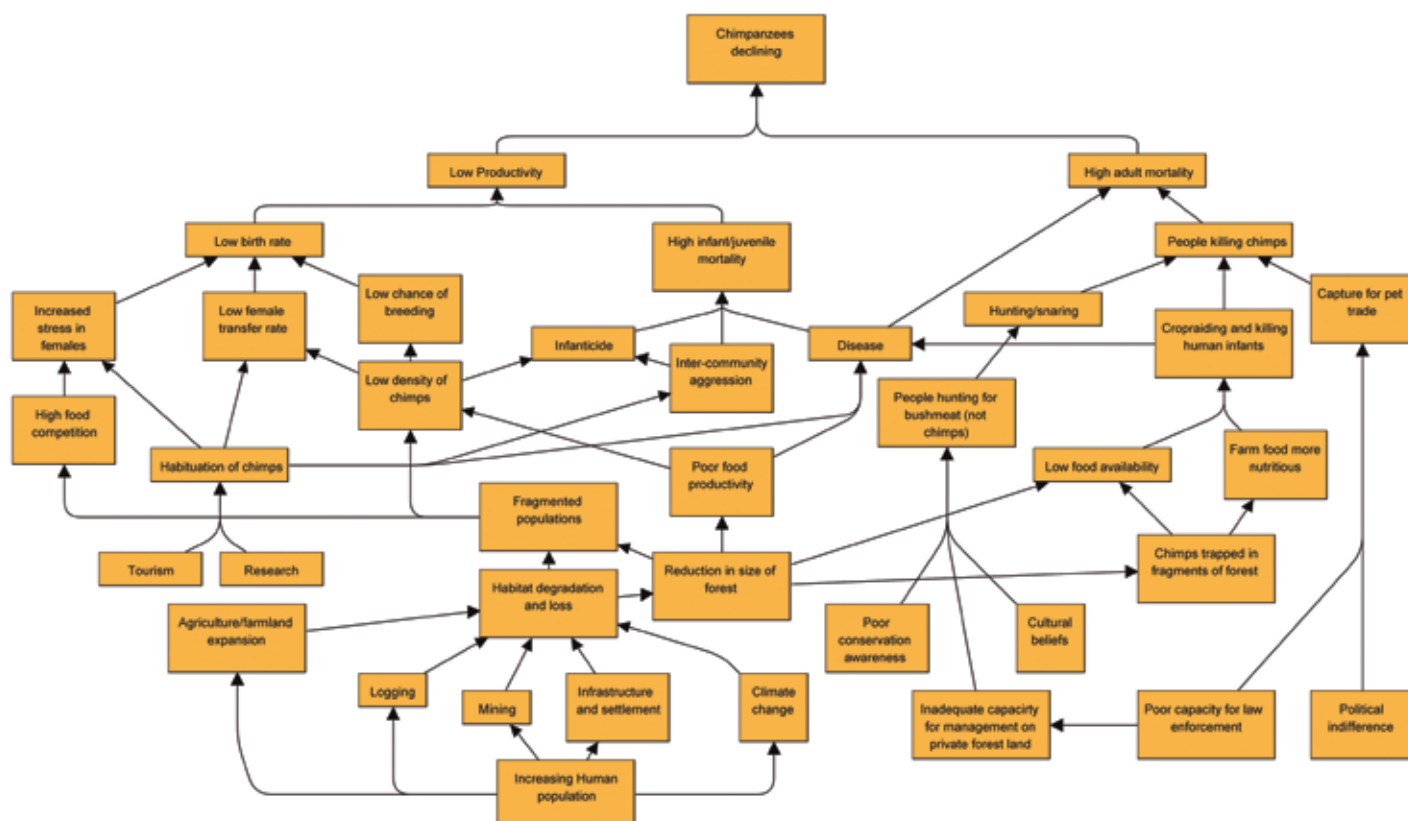 Chimpanzees
declining
Low Productivity
High adult mortality
Low birth rate
High infant/juvenile
mortality
People killing chimps
Increased
stress in
females
Low female
transfer rate
Low chance of
breeding
Hunting/snaring
Capture for pet
trade
Infanticide
Disease
Cropraiding and killing
human infants
Inter-community
aggression
Low density of
chimps
High food
competition
People hunting for
bushmeat (not
chimps)
Habituation of chimps
Poor food
productivity
Low food availability
Farm food more
nutritious
Fragmented
populations
Tourism
Research
Habitat degradation
and loss
Reduction in size of
forest
Chimps trapped in
fragments of forest
Agriculture/farmland
expansion
Poor
conservation
awareness
Cultural
beliefs
Logging
Mining
Infrastructure
and settlement
Climate
change
Inadequate capacirty
for management on
private forest land
Poor capacity for law
enforcement
Political
indifference
Increasing Human
population